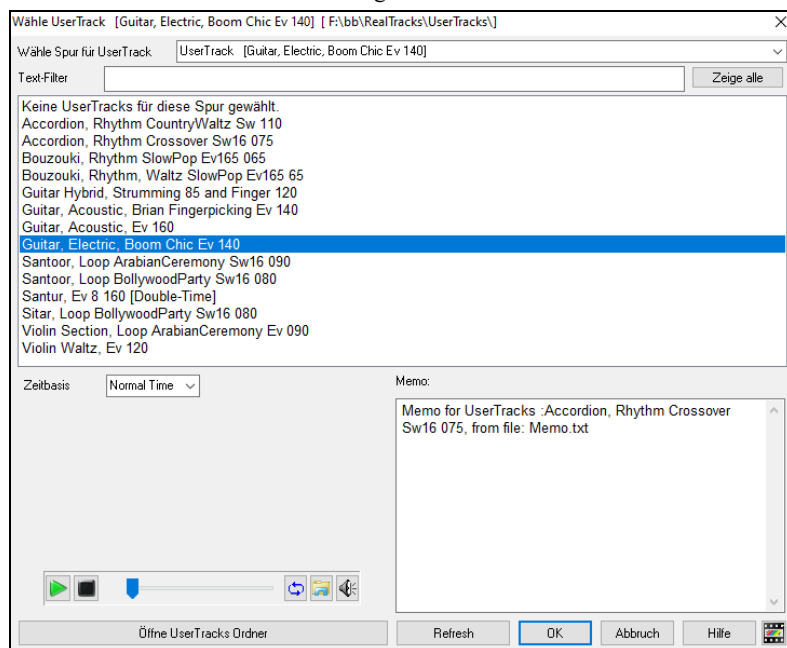 Wähle UserTrack [Guitar, Electric, Boom Chic Ev 140] [ F:\bb\RealTracks\UserTracks\]
Wähle Spur für UserTrack UserTrack [Guitar, Electric, Boom Chic Ev 140]
Text-Filter Zeige alle
Keine UserTracks für diese Spur gewählt.
Accordion, Rhythm CountryWaltz Sw 110
Accordion, Rhythm Crossover Sw16 075
Bouzouki, Rhythm SlowPop Ev165 065
Bouzouki, Rhythm, Waltz SlowPop Ev165 65
Guitar Hybrid, Strumming 85 and Finger 120
Guitar, Acoustic, Brian Fingerpicking Ev 140
Guitar, Acoustic, Ev 160
Guitar, Electric, Boom Chic Ev 140
Santoor, Loop ArabianCeremony Sw16 090
Santoor, Loop BollywoodParty Sw16 080
Santur, Ev 8 160 [Double-Time]
Sitar, Loop BollywoodParty Sw16 080
Violin Section, Loop ArabianCeremony Ev 090
Violin Waltz, Ev 120
Zeitbasis Normal Time
Memo:
Memo for UserTracks :Accordion, Rhythm Crossover
Sw16 075, from file: Memo.txt
Öffne UserTracks Ordner Refresh OK Abbruch Hilfe